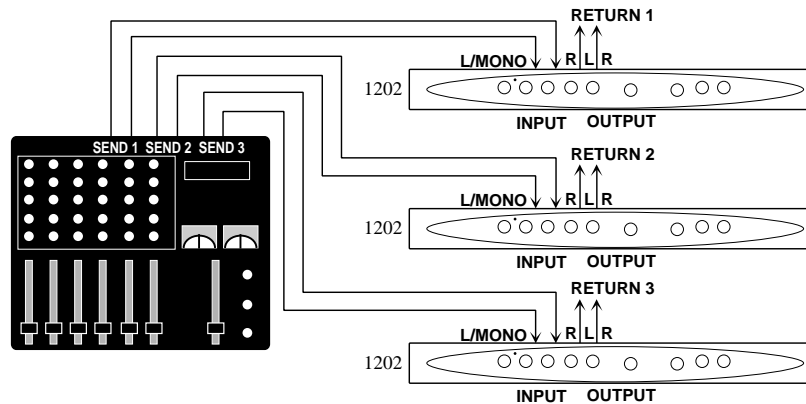 RETURN 1
L/MONO R L R
1202
INPUT OUTPUT
SEND 1 SEND 2 SEND 3
RETURN 2
L/MONO R L R
1202
INPUT OUTPUT
RETURN 3
L/MONO R L R
1202
INPUT OUTPUT